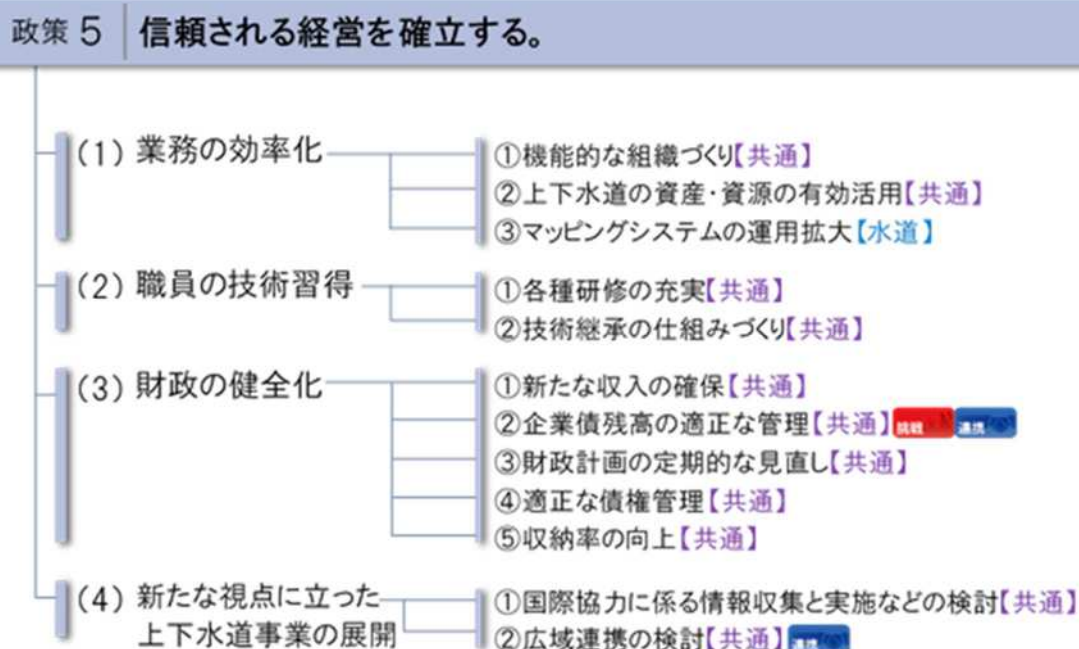 政策 5 信頼される経営を確立する。
(1) 業務の効率化
①機能的な組織づくり【共通】
②上下水道の資産・資源の有効活用【共通】
③マッピングシステムの運用拡大【水道】
(2) 職員の技術習得
①各種研修の充実【共通】
②技術継承の仕組みづくり【共通】
(3) 財政の健全化
①新たな収入の確保【共通】
②企業債残高の適正な管理【共通】 挑戦 連携
③財政計画の定期的な見直し【共通】
④適正な債権管理【共通】
⑤収納率の向上【共通】
(4) 新たな視点に立った
上下水道事業の展開
①国際協力に係る情報収集と実施などの検討【共通】
②広域連携の検討【共通】 連携